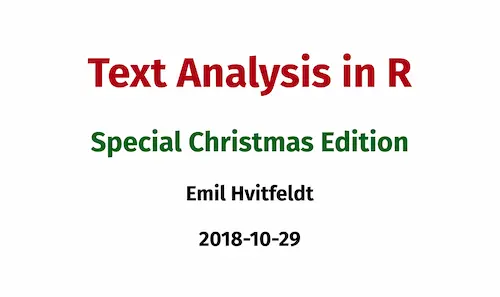 Text Analysis in R
Special Christmas Edition
Emil Hvitfeldt
2018-10-29